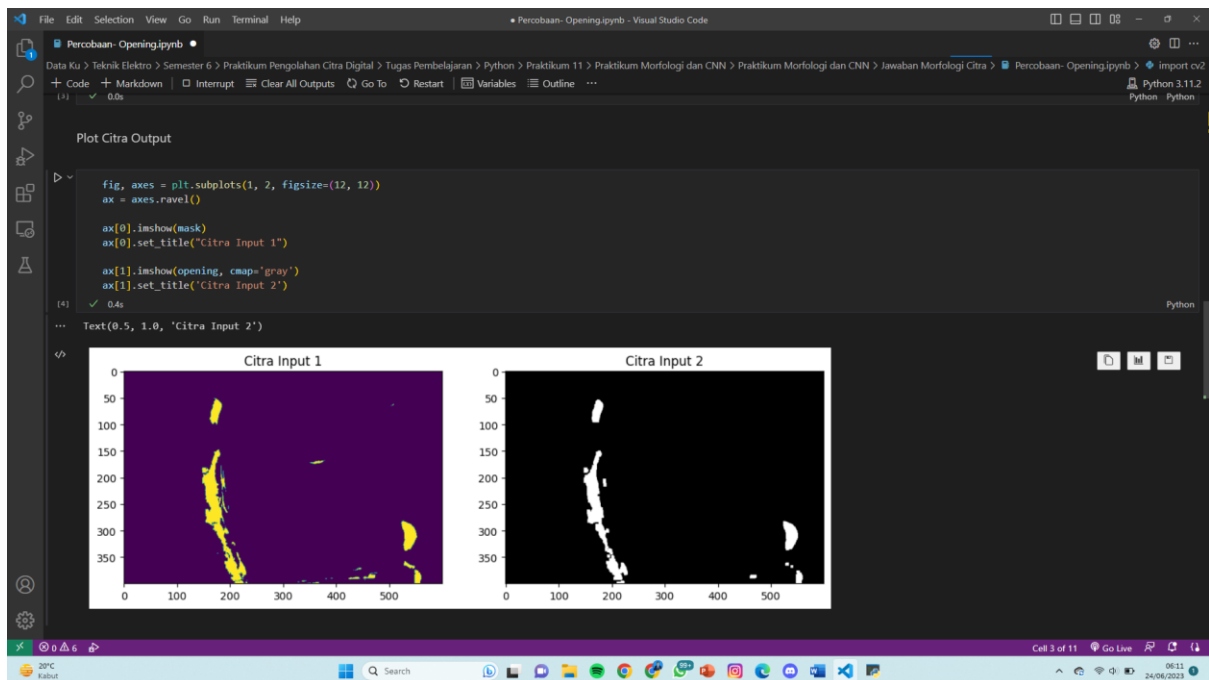 File Edit Selection View Go Run Terminal Help
● Percobaan- Opening.ipynb - Visual Studio Code
Percobaan- Opening.ipynb ●
Data Ku > Teknik Elektro > Semester 6 > Praktikum Pengolahan Citra Digital > Tugas Pembelajaran > Python > Praktikum 11 > Praktikum Morfologi dan CNN > Praktikum Morfologi dan CNN > Jawaban Morfologi Citra > Percobaan- Opening.ipynb > import cv2
+ Code + Markdown | Interrupt Clear All Outputs Go To Restart | Variables Outline ... Python 3.11.2
[3] ✓ 0.0s Python Python
Plot Citra Output
fig, axes = plt.subplots(1, 2, figsize=(12, 12))
ax = axes.ravel()
ax[0].imshow(mask)
ax[0].set_title("Citra Input 1")
ax[1].imshow(opening, cmap='gray')
ax[1].set_title('Citra Input 2')
[4] ✓ 0.4s Python
... Text(0.5, 1.0, 'Citra Input 2')
Citra Input 1
0
50
100
150
200
250
300
350
0 100 200 300 400 500
Citra Input 2
0
50
100
150
200
250
300
350
0 100 200 300 400 500
1
0 6 Cell 3 of 11 Go Live
20°C
Kabut
Search
99+
06:11
24/06/2023